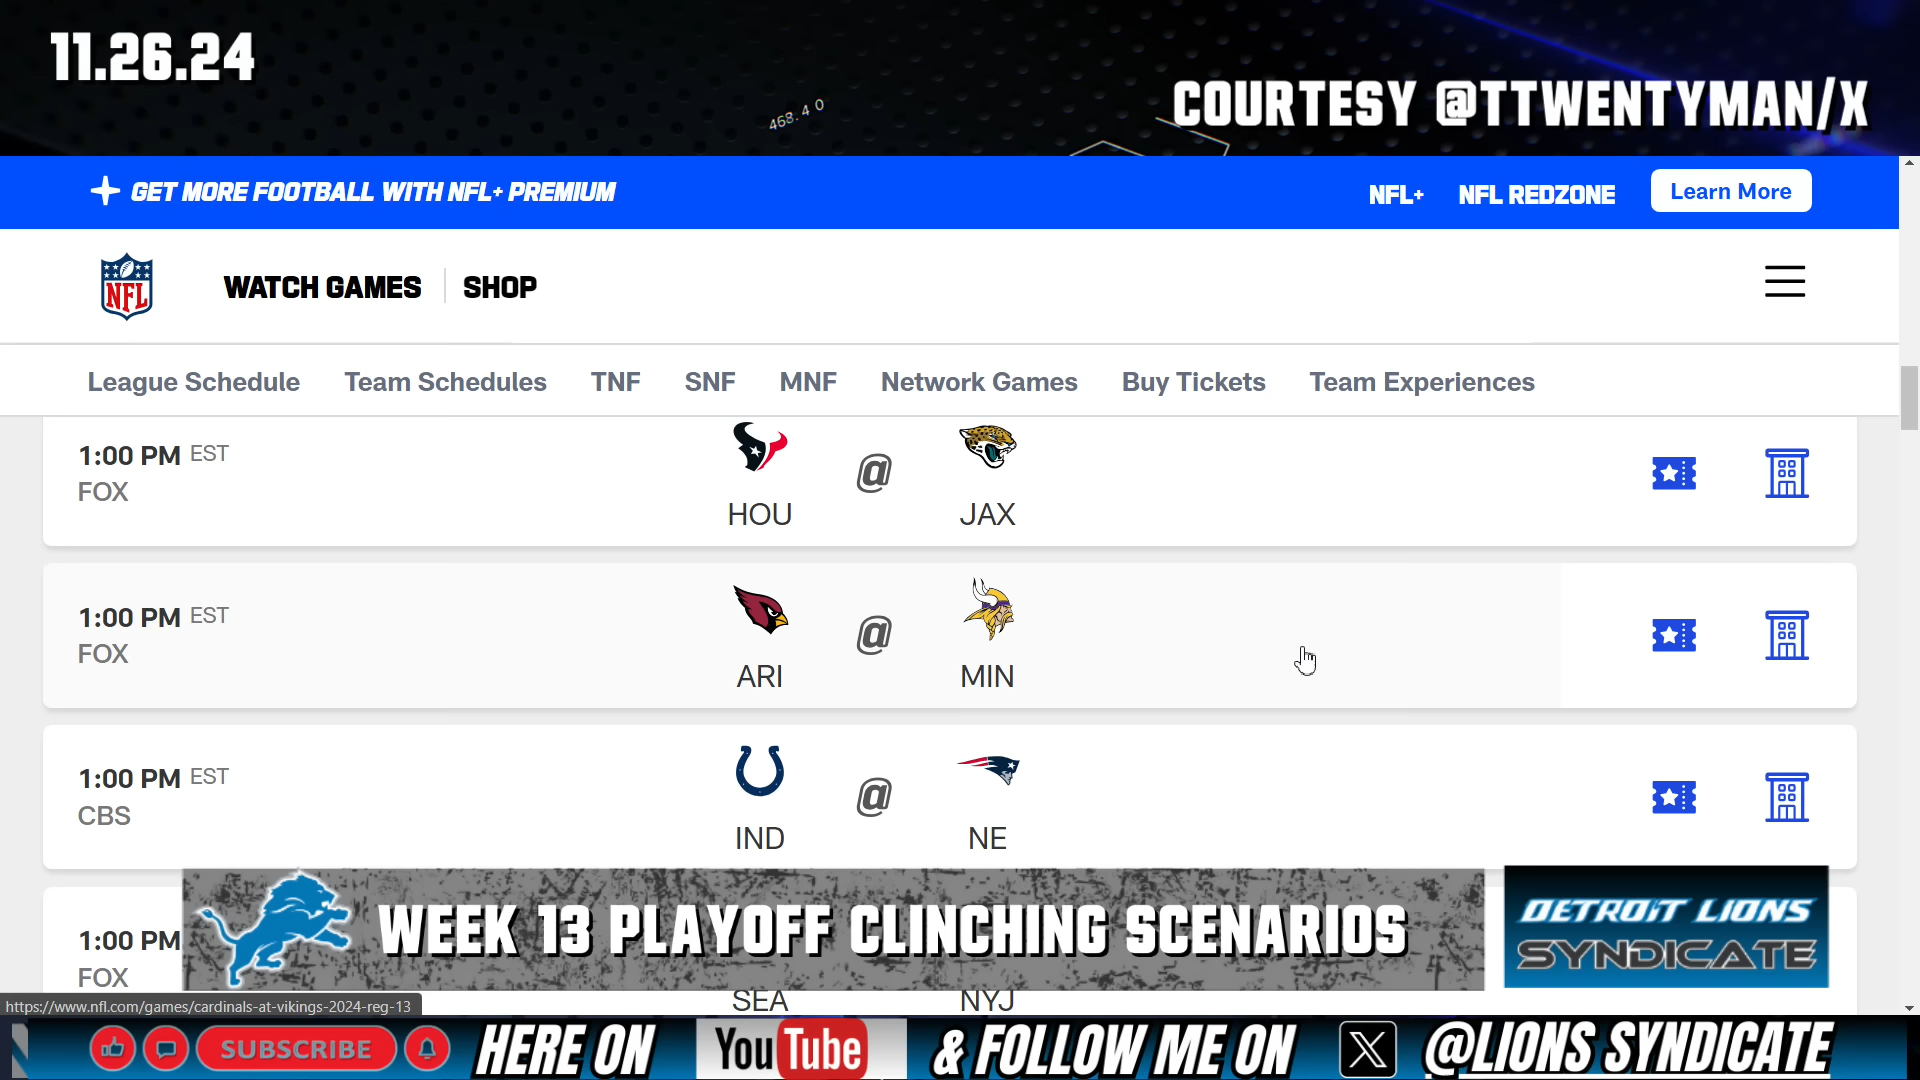 11.26.24
468.40
COURTESY @TTWENTYMAN/X
GET MORE FOOTBALL WITH NFL+ PREMIUM
NFL+ NFL REDZONE Learn More
NFL WATCH GAMES SHOP
League Schedule Team Schedules TNF SNF MNF Network Games Buy Tickets Team Experiences
1:00 PM EST
FOX
@
HOU JAX
1:00 PM EST
FOX
@
ARI MIN
1:00 PM EST
CBS
@
IND NE
1:00 PM
FOX
WEEK 13 PLAYOFF CLINCHING SCENARIOS
DETROIT LIONS
SYNDICATE
SEA NYJ
https://www.nfl.com/games/cardinals-at-vikings-2024-reg-13
SUBSCRIBE HERE ON YouTube & FOLLOW ME ON X @LIONS SYNDICATE